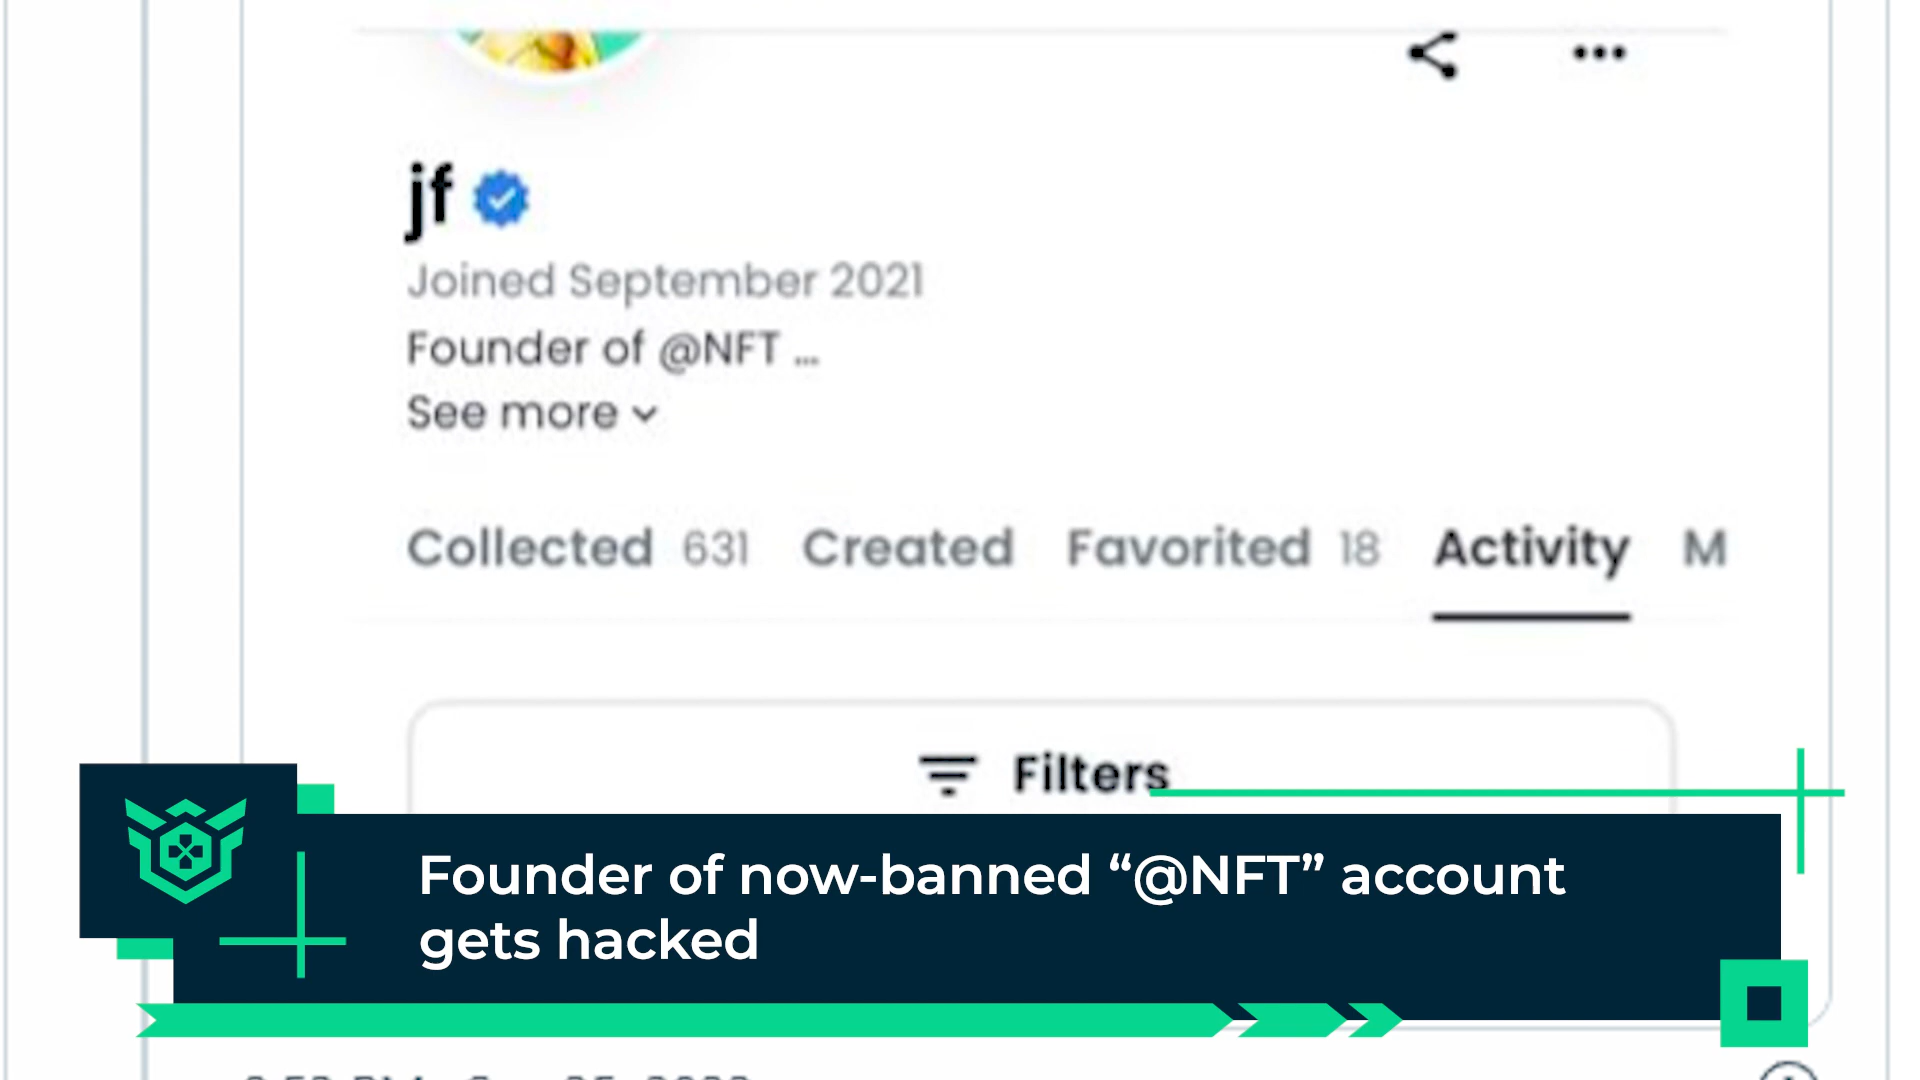 jf
Joined September 2021
Founder of @NFT ...
See more
Collected 631 Created Favorited 18 Activity M
Filters
Founder of now-banned “@NFT” account
gets hacked